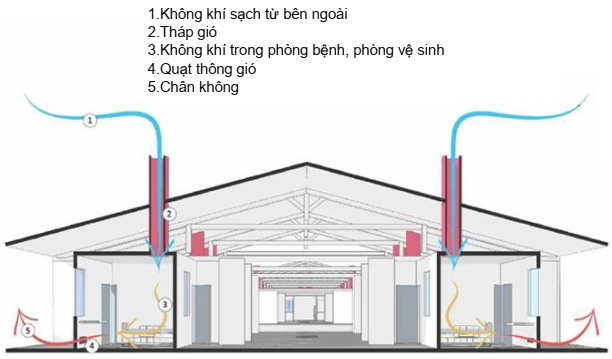 1.Không khí sạch từ bên ngoài
2.Tháp gió
3.Không khí trong phòng bệnh, phòng vệ sinh
4.Quạt thông gió
5.Chân không
1
2
3
5
4